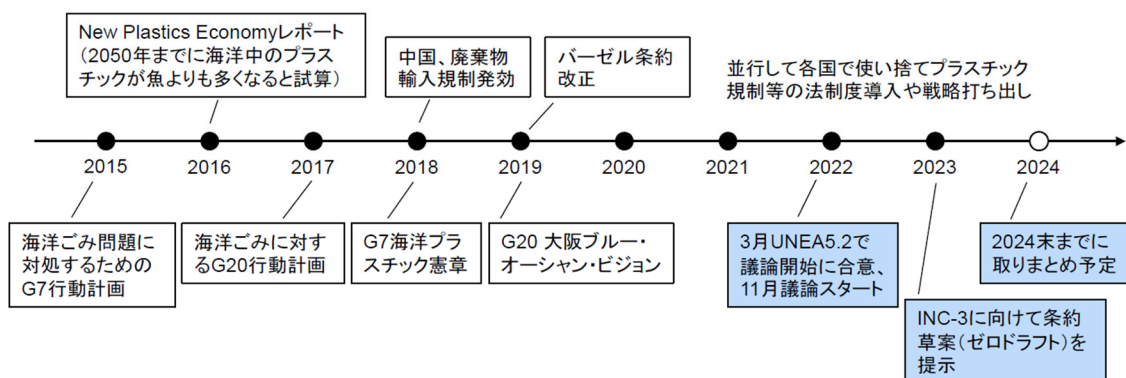 New Plastics Economyレポート
(2050年までに海洋中のプラス
チックが魚よりも多くなると試算)
中国、廃棄物
輸入規制発効
バーゼル条約
改正
並行して各国で使い捨てプラスチック
規制等の法制度導入や戦略打ち出し
2015
2016
2017
2018
2019
2020
2021
2022
2023
2024
海洋ごみ問題に
対処するための
G7行動計画
海洋ごみに対す
るG20行動計画
G7海洋プラ
スチック憲章
G20 大阪ブルー・
オーシャン・ビジョン
3月UNEA5.2で
議論開始に合意、
11月議論スタート
INC-3に向けて条約
草案(ゼロドラフト)を
提示
2024末までに
取りまとめ予定